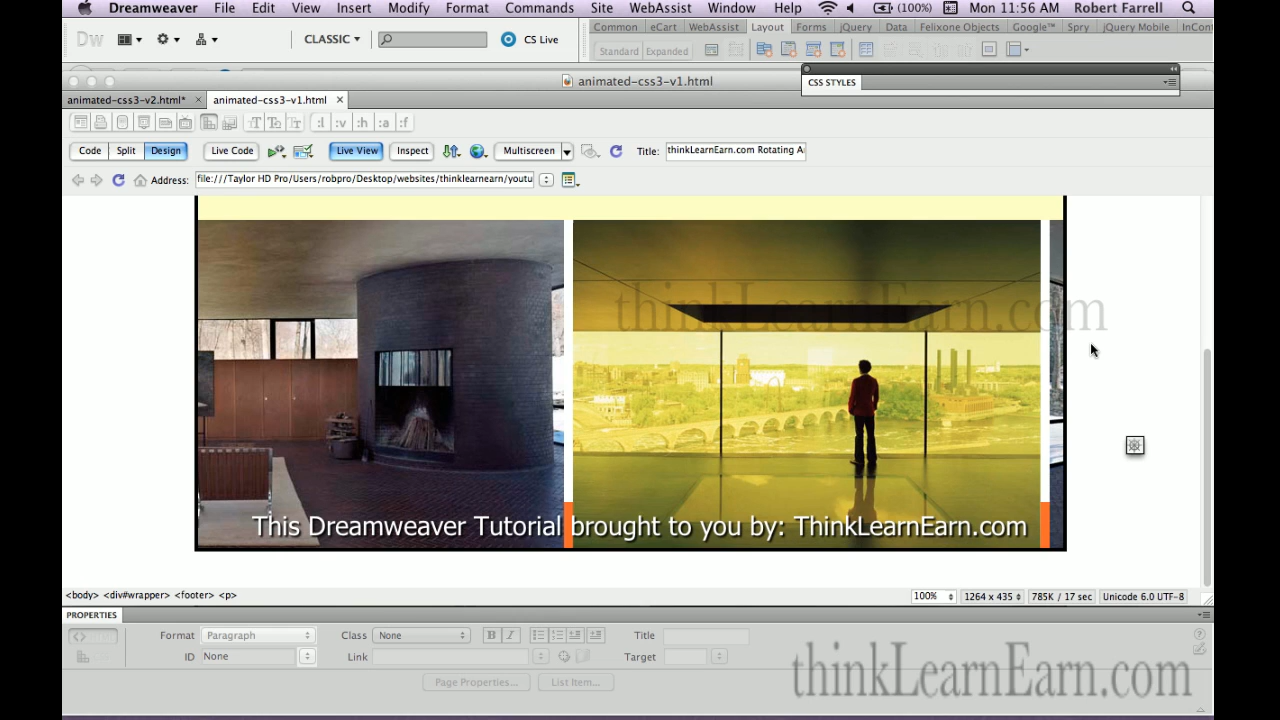 Dreamweaver File Edit View Insert Modify Format Commands Site WebAssist Window Help (100%) Mon 11:56 AM Robert Farrell
Common eCart WebAssist Layout Forms jQuery Data Felixone Objects Google™ Spry jQuery Mobile InCont
Dw CLASSIC CS Live
Standard Expanded
animated-css3-v1.html
CSS STYLES
animated-css3-v2.html* × animated-css3-v1.html ×
T :l :v :h :a :f
Code Split Design Live Code Live View Inspect Multiscreen Title: thinkLearnEarn.com Rotating A
Address: file:///Taylor HD Pro/Users/robpro/Desktop/websites/thinklearnearn/youtu
thinkLearnEarn.com
This Dreamweaver Tutorial brought to you by: ThinkLearnEarn.com
<body> <div#wrapper> <footer> <p> 100% 1264 x 435 785K / 17 sec Unicode 6.0 UTF-8
PROPERTIES
Format Paragraph Class None B I Title
ID None Link Target
Page Properties... List Item...
thinkLearnEarn.com